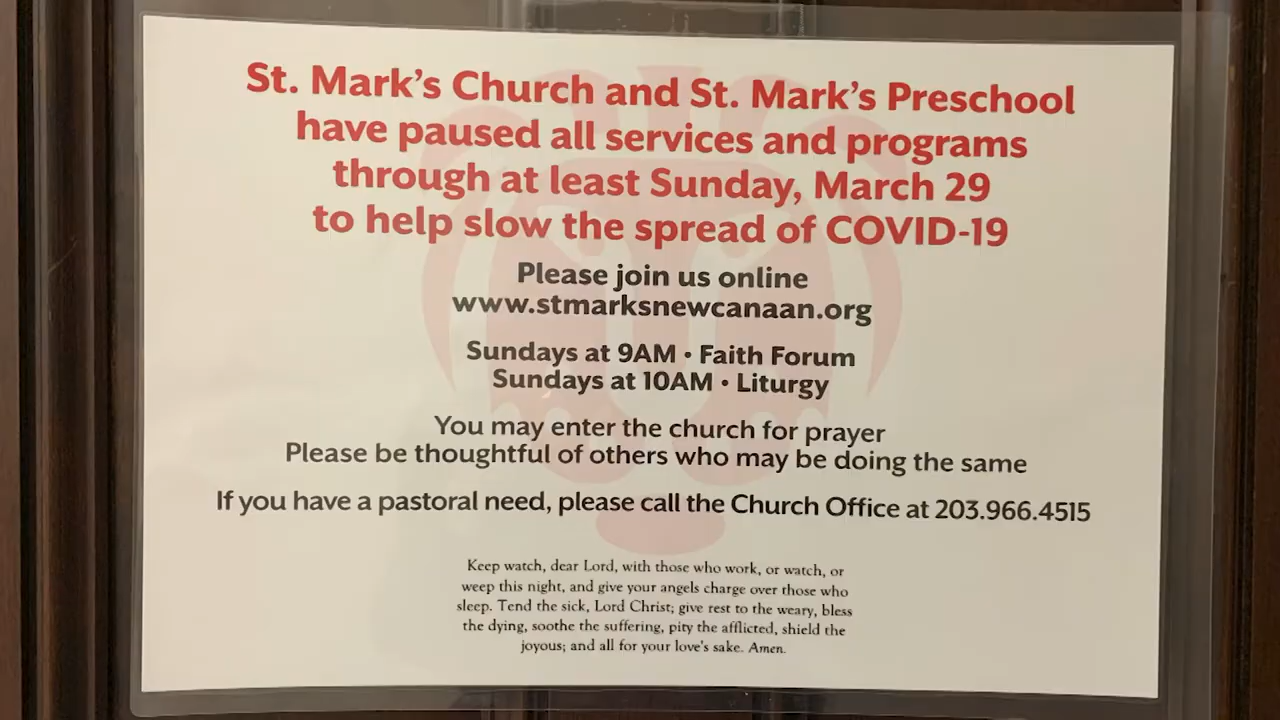 St. Mark's Church and St. Mark's Preschool
have paused all services and programs
through at least Sunday, March 29
to help slow the spread of COVID-19
Please join us online
www.stmarksnewcanaan.org
Sundays at 9AM • Faith Forum
Sundays at 10AM • Liturgy
You may enter the church for prayer
Please be thoughtful of others who may be doing the same
If you have a pastoral need, please call the Church Office at 203.966.4515
Keep watch, dear Lord, with those who work, or watch, or
weep this night, and give your angels charge over those who
sleep. Tend the sick, Lord Christ; give rest to the weary, bless
the dying, soothe the suffering, pity the afflicted, shield the
joyous; and all for your love's sake. Amen.